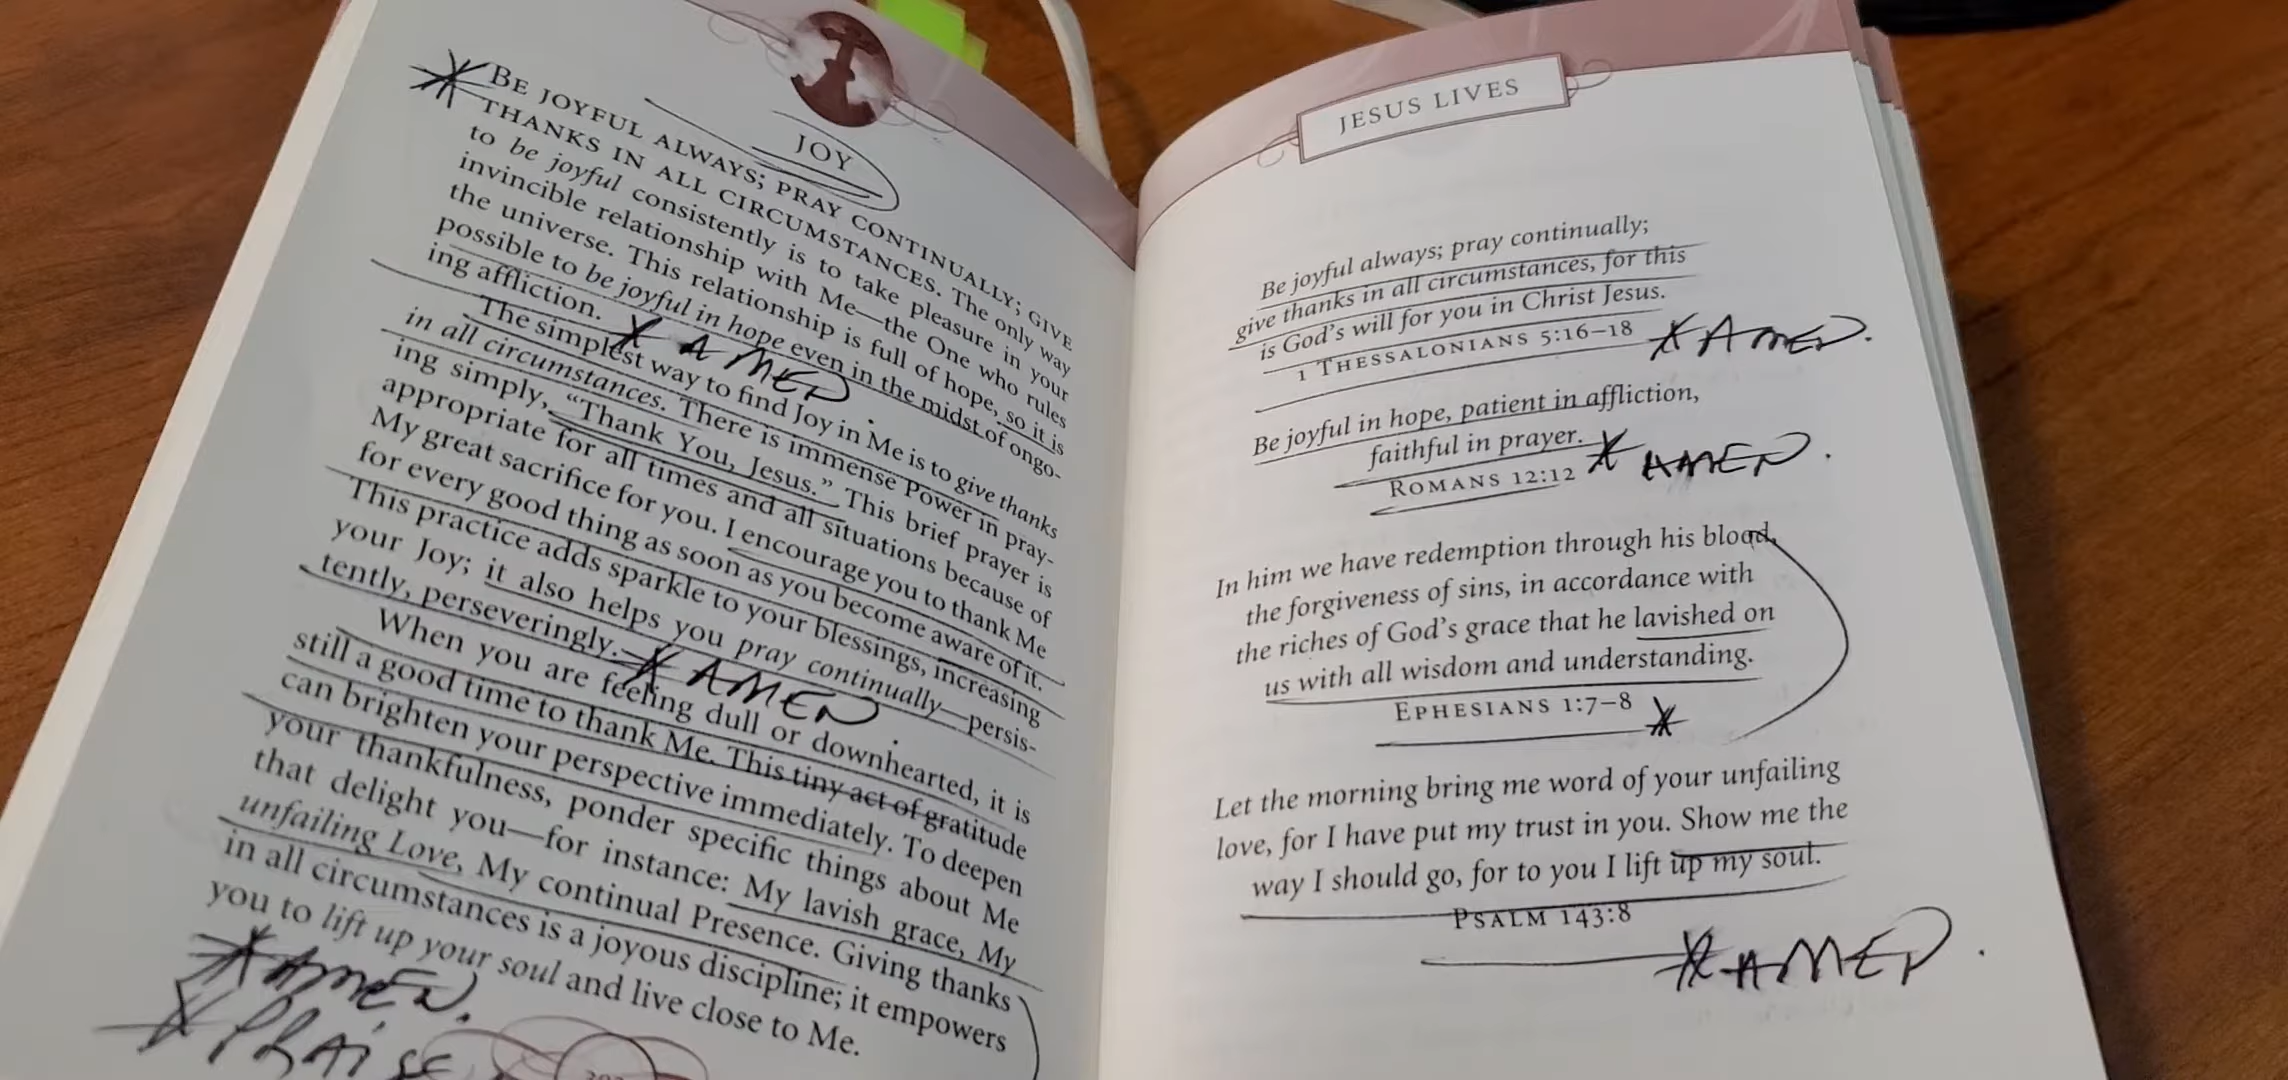 JOY
BE JOYFUL ALWAYS; PRAY CONTINUALLY; GIVE
THANKS IN ALL CIRCUMSTANCES. The only way
to be joyful consistently is to take pleasure in your
invincible relationship with Me—the One who rules
the universe. This relationship is full of hope, so it is
possible to be joyful in hope even in the midst of ongo-
ing affliction. AMEN.
The simplest way to find Joy in Me is to give thanks
in all circumstances. There is immense Power in pray-
ing simply, “Thank You, Jesus.” This brief prayer is
appropriate for all times and all situations because of
My great sacrifice for you. I encourage you to thank Me
for every good thing as soon as you become aware of it.
This practice adds sparkle to your blessings, increasing
your Joy; it also helps you pray continually—persis-
tently, perseveringly. AMEN.
When you are feeling dull or downhearted, it is
still a good time to thank Me. This tiny act of gratitude
can brighten your perspective immediately. To deepen
your thankfulness, ponder specific things about Me
that delight you—for instance: My lavish grace, My
unfailing Love, My continual Presence. Giving thanks
in all circumstances is a joyous discipline; it empowers
you to lift up your soul and live close to Me.
AMEN.
PRAISE
JESUS LIVES
Be joyful always; pray continually;
give thanks in all circumstances, for this
is God’s will for you in Christ Jesus.
1 THESSALONIANS 5:16–18 AMEN.
Be joyful in hope, patient in affliction,
faithful in prayer.
ROMANS 12:12 AMEN.
In him we have redemption through his blood,
the forgiveness of sins, in accordance with
the riches of God’s grace that he lavished on
us with all wisdom and understanding.
EPHESIANS 1:7–8
Let the morning bring me word of your unfailing
love, for I have put my trust in you. Show me the
way I should go, for to you I lift up my soul.
PSALM 143:8
AMEN.